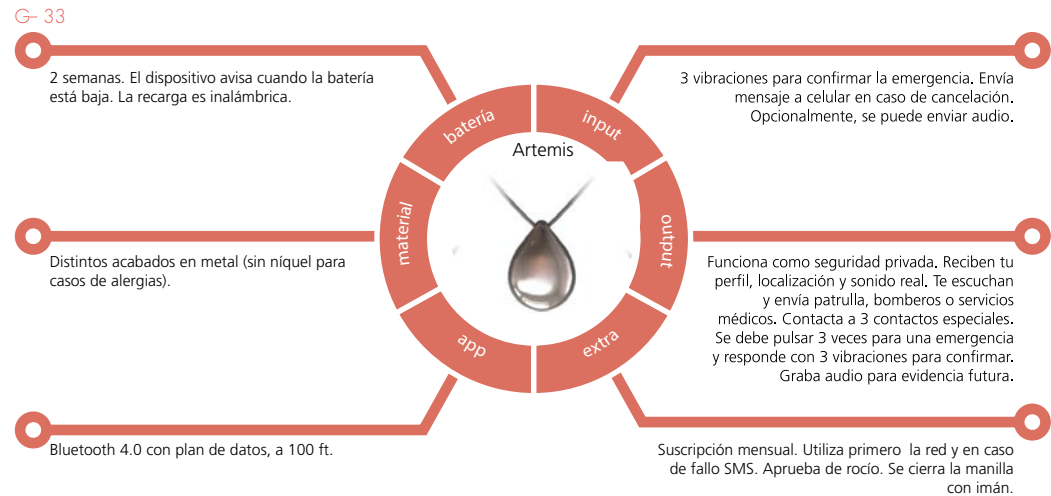 G– 33
2 semanas. El dispositivo avisa cuando la batería
está baja. La recarga es inalámbrica.
3 vibraciones para confirmar la emergencia. Envía
mensaje a celular en caso de cancelación.
Opcionalmente, se puede enviar audio.
batería
input
Artemis
material
output
Distintos acabados en metal (sin níquel para
casos de alergias).
Funciona como seguridad privada. Reciben tu
perfil, localización y sonido real. Te escuchan
y envía patrulla, bomberos o servicios
médicos. Contacta a 3 contactos especiales.
Se debe pulsar 3 veces para una emergencia
y responde con 3 vibraciones para confirmar.
Graba audio para evidencia futura.
app
extra
Bluetooth 4.0 con plan de datos, a 100 ft.
Suscripción mensual. Utiliza primero  la red y en caso
de fallo SMS. Aprueba de rocío. Se cierra la manilla
con imán.